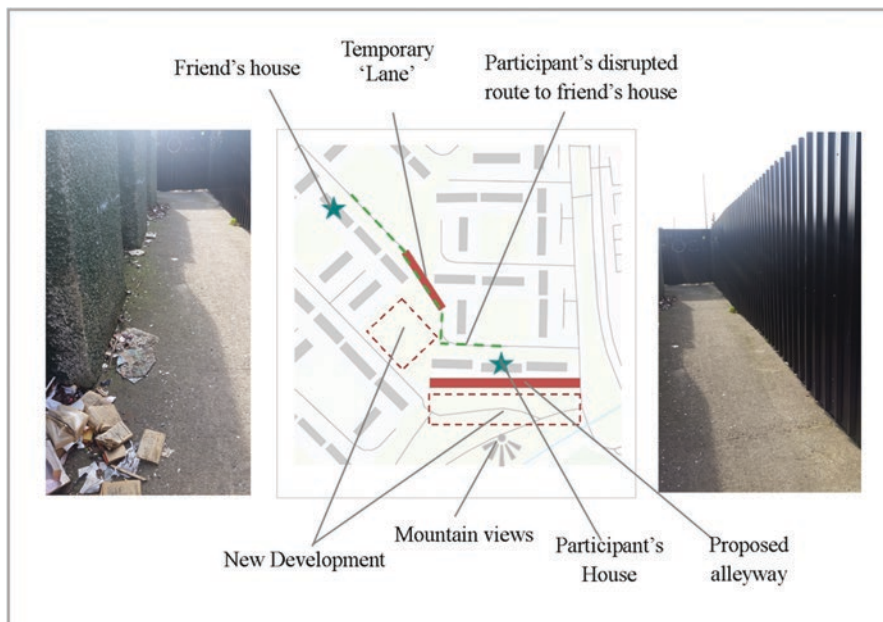 Friend's house
Temporary
'Lane'
Participant's disrupted
route to friend's house
New Development
Mountain views
Participant's
House
Proposed
alleyway